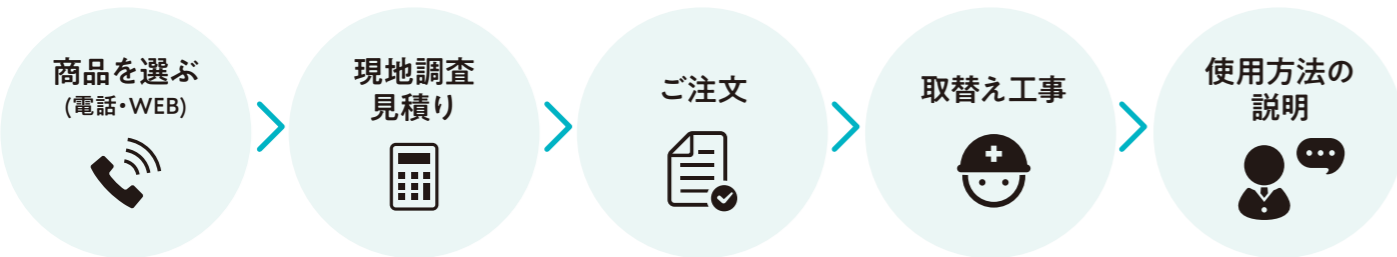 商品を選ぶ
(電話・WEB)
現地調査
見積り
ご注文
取替え工事
使用方法の
説明